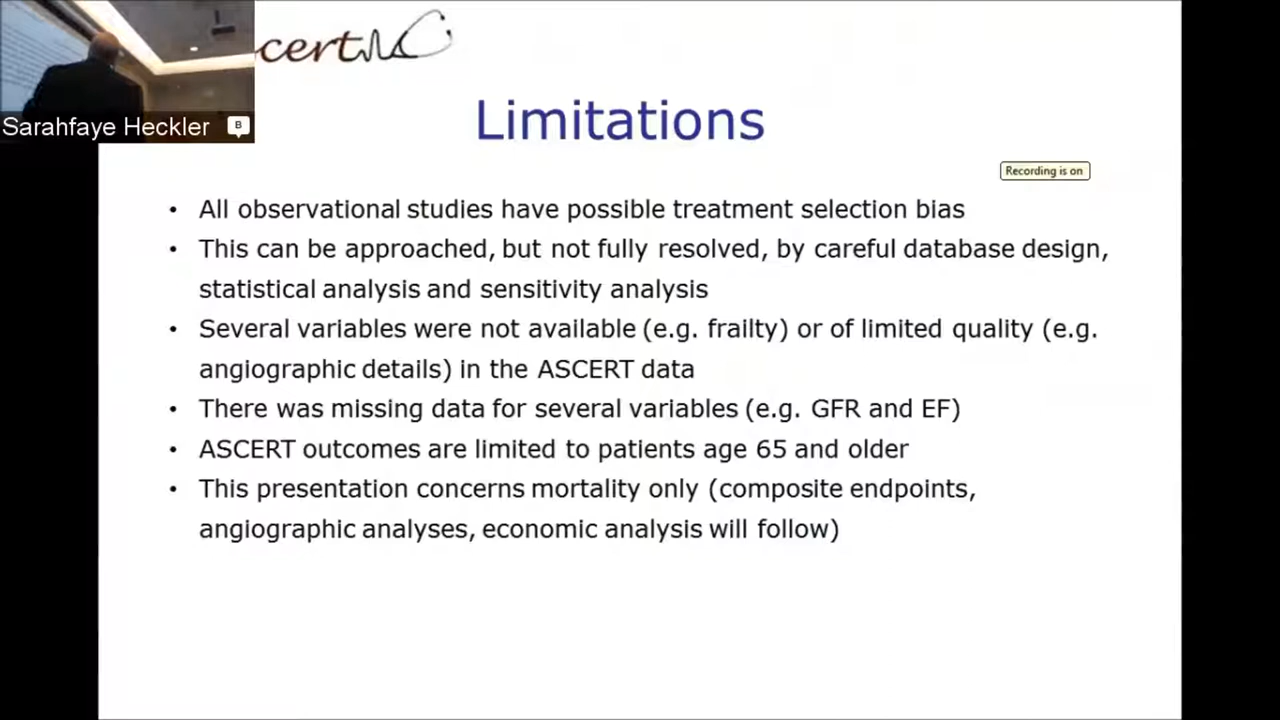 cert
Sarahfaye Heckler
B
Limitations
Recording is on
• All observational studies have possible treatment selection bias
• This can be approached, but not fully resolved, by careful database design,
statistical analysis and sensitivity analysis
• Several variables were not available (e.g. frailty) or of limited quality (e.g.
angiographic details) in the ASCERT data
• There was missing data for several variables (e.g. GFR and EF)
• ASCERT outcomes are limited to patients age 65 and older
• This presentation concerns mortality only (composite endpoints,
angiographic analyses, economic analysis will follow)